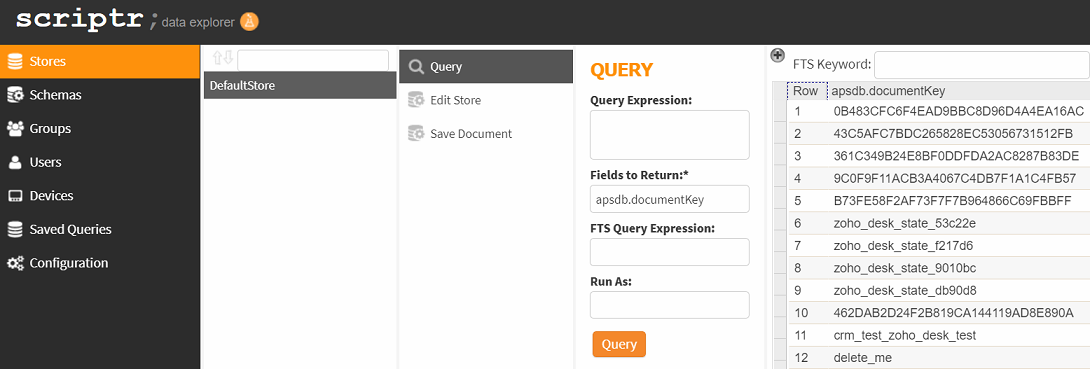 scriptr ; data explorer
Stores
Schemas
Groups
Users
Devices
Saved Queries
Configuration
DefaultStore
Query
Edit Store
Save Document
QUERY
Query Expression:
Fields to Return:*
apsdb.documentKey
FTS Query Expression:
Run As:
Query
FTS Keyword:
Row apsdb.documentKey
1 0B483CFC6F4EAD9BBC8D96D4A4EA16AC
2 43C5AFC7BDC265828EC53056731512FB
3 361C349B24E8BF0DDFDA2AC8287B83DE
4 9C0F9F11ACB3A4067C4DB7F1A1C4FB57
5 B73FE58F2AF73F7F7B964866C69FBBFF
6 zoho_desk_state_53c22e
7 zoho_desk_state_f217d6
8 zoho_desk_state_9010bc
9 zoho_desk_state_db90d8
10 462DAB2D24F2B819CA144119AD8E890A
11 crm_test_zoho_desk_test
12 delete_me